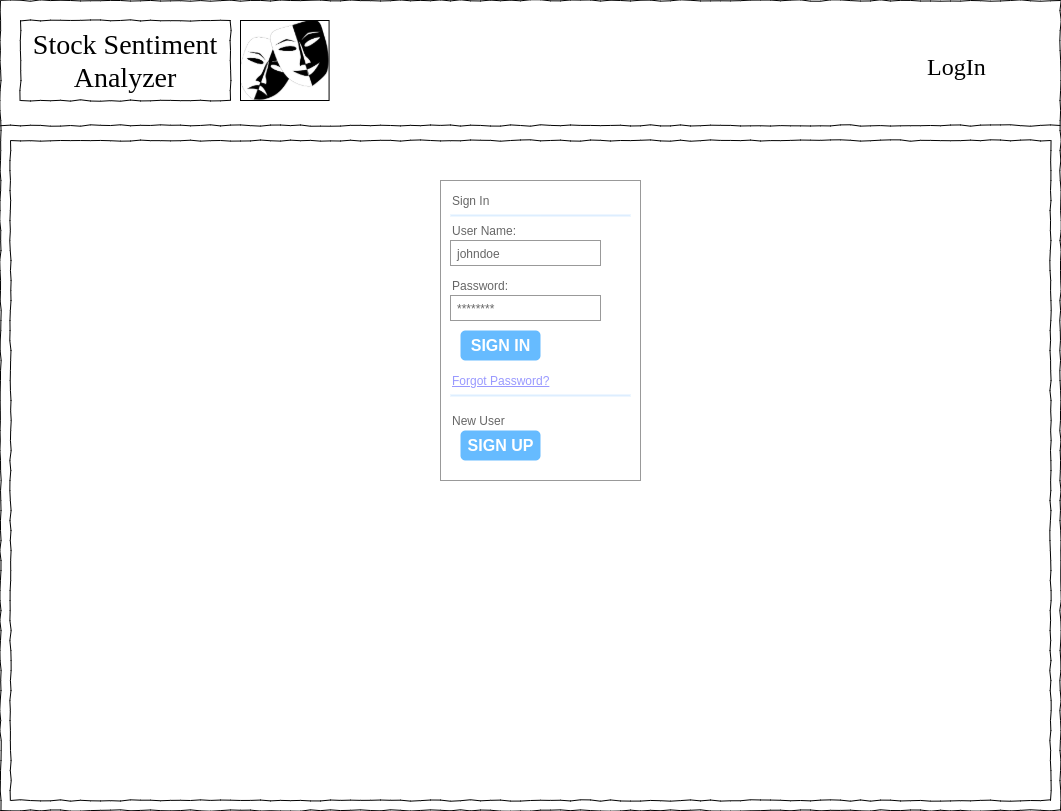 Stock Sentiment
Analyzer
LogIn
Sign In
User Name:
johndoe
Password:
********
SIGN IN
Forgot Password?
New User
SIGN UP